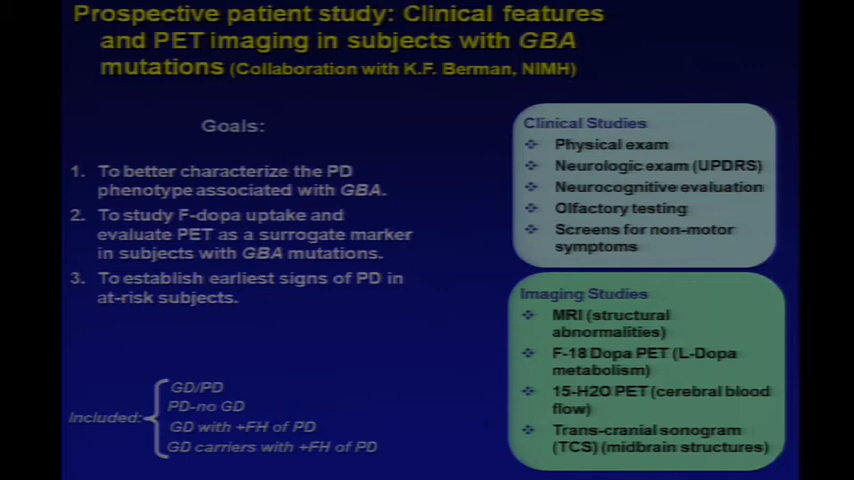 Prospective patient study: Clinical features
and PET imaging in subjects with GBA
mutations (Collaboration with K.F. Berman, NIMH)
Goals:
1. To better characterize the PD
phenotype associated with GBA.
2. To study F-dopa uptake and
evaluate PET as a surrogate marker
in subjects with GBA mutations.
3. To establish earliest signs of PD in
at-risk subjects.
Included:
GD/PD
PD-no GD
GD with +FH of PD
GD carriers with +FH of PD
Clinical Studies
❖ Physical exam
❖ Neurologic exam (UPDRS)
❖ Neurocognitive evaluation
❖ Olfactory testing
❖ Screens for non-motor
symptoms
Imaging Studies
❖ MRI (structural
abnormalities)
❖ F-18 Dopa PET (L-Dopa
metabolism)
❖ 15-H2O PET (cerebral blood
flow)
❖ Trans-cranial sonogram
(TCS) (midbrain structures)